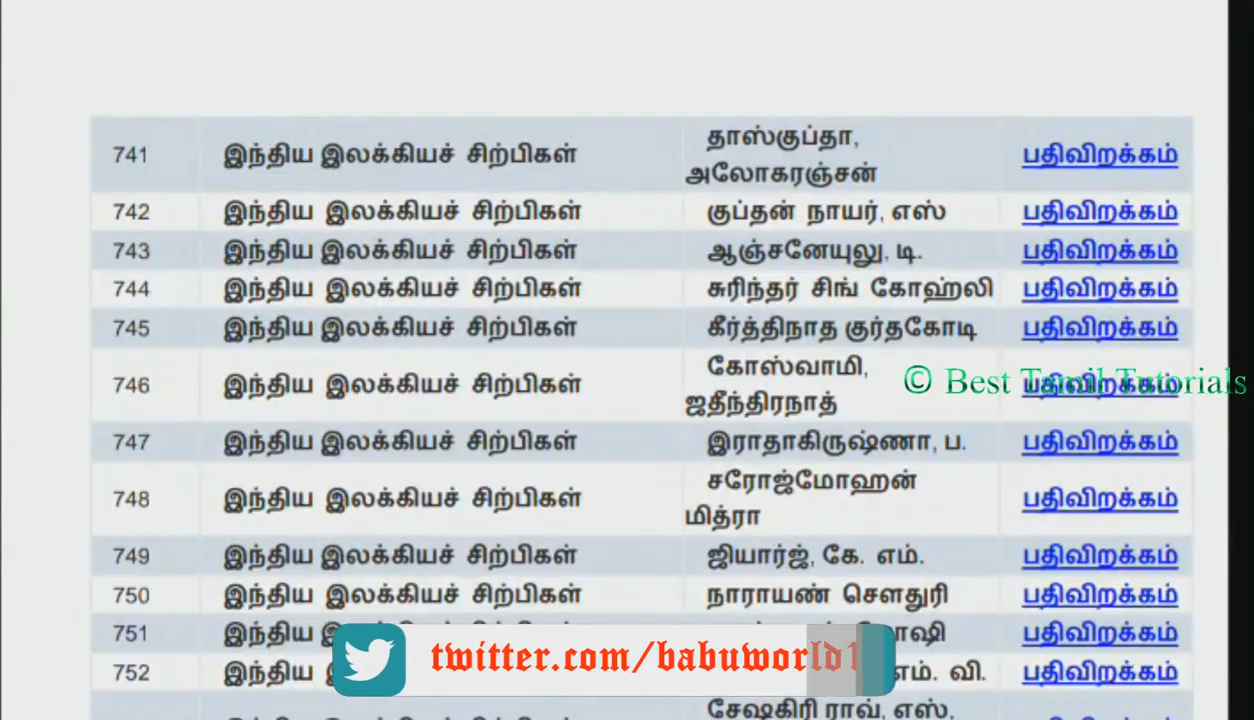 741 இந்திய இலக்கியச் சிற்பிகள் தாஸ்குப்தா, பதிவிறக்கம்
அலோகரஞ்சன்
742 இந்திய இலக்கியச் சிற்பிகள் குப்தன் நாயர், எஸ் பதிவிறக்கம்
743 இந்திய இலக்கியச் சிற்பிகள் ஆஞ்சனேயுலு, டி. பதிவிறக்கம்
744 இந்திய இலக்கியச் சிற்பிகள் சுரிந்தர் சிங் கோஹ்லி பதிவிறக்கம்
745 இந்திய இலக்கியச் சிற்பிகள் கீர்த்திநாத குர்தகோடி பதிவிறக்கம்
746 இந்திய இலக்கியச் சிற்பிகள் கோஸ்வாமி, பதிவிறக்கம்
ஜதீந்திரநாத்
© Best Tamil Tutorials
747 இந்திய இலக்கியச் சிற்பிகள் இராதாகிருஷ்ணா, ப. பதிவிறக்கம்
748 இந்திய இலக்கியச் சிற்பிகள் சரோஜ்மோஹன் பதிவிறக்கம்
மித்ரா
749 இந்திய இலக்கியச் சிற்பிகள் ஜியார்ஜ், கே. எம். பதிவிறக்கம்
750 இந்திய இலக்கியச் சிற்பிகள் நாராயண் சௌதுரி பதிவிறக்கம்
751 இந்திய பதிவிறக்கம்
752 இந்திய எம். வி. பதிவிறக்கம்
twitter.com/babuworld1
சேஷகிரி ராவ், எஸ்.